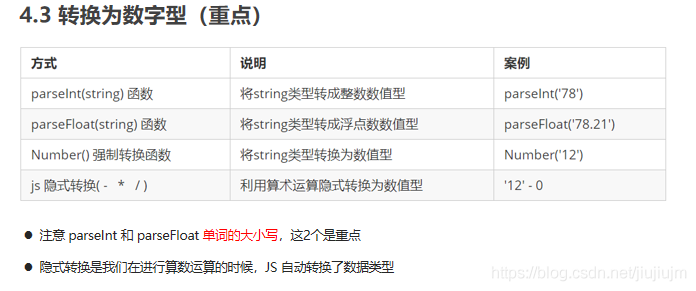 4.3 转换为数字型（重点）
方式 说明 案例
parseInt(string) 函数 将string类型转成整数数值型 parseInt('78')
parseFloat(string) 函数 将string类型转成浮点数数值型 parseFloat('78.21')
Number() 强制转换函数 将string类型转换为数值型 Number('12')
js 隐式转换( - * / ) 利用算术运算隐式转换为数值型 '12' - 0
● 注意 parseInt 和 parseFloat 单词的大小写，这2个是重点
● 隐式转换是我们在进行算数运算的时候，JS 自动转换了数据类型
https://blog.csdn.net/jiujiujm